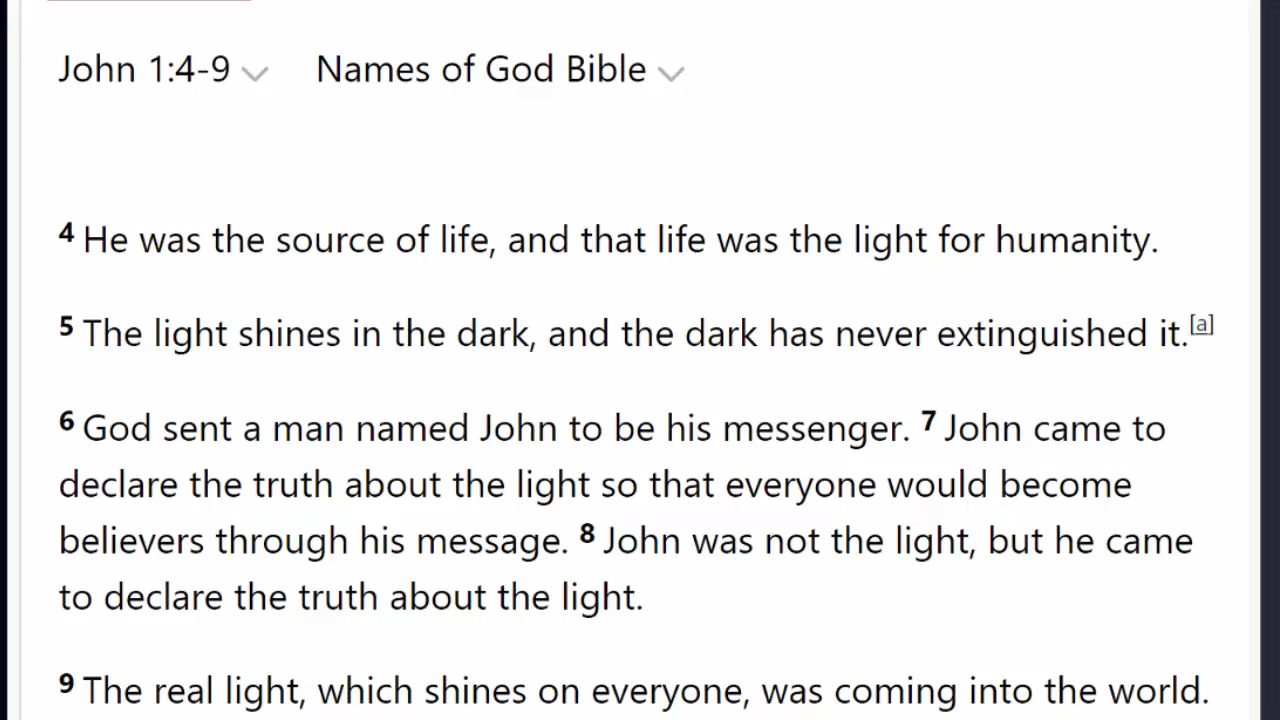 John 1:4-9 Names of God Bible
4 He was the source of life, and that life was the light for humanity.
5 The light shines in the dark, and the dark has never extinguished it.[a]
6 God sent a man named John to be his messenger. 7 John came to
declare the truth about the light so that everyone would become
believers through his message. 8 John was not the light, but he came
to declare the truth about the light.
9 The real light, which shines on everyone, was coming into the world.